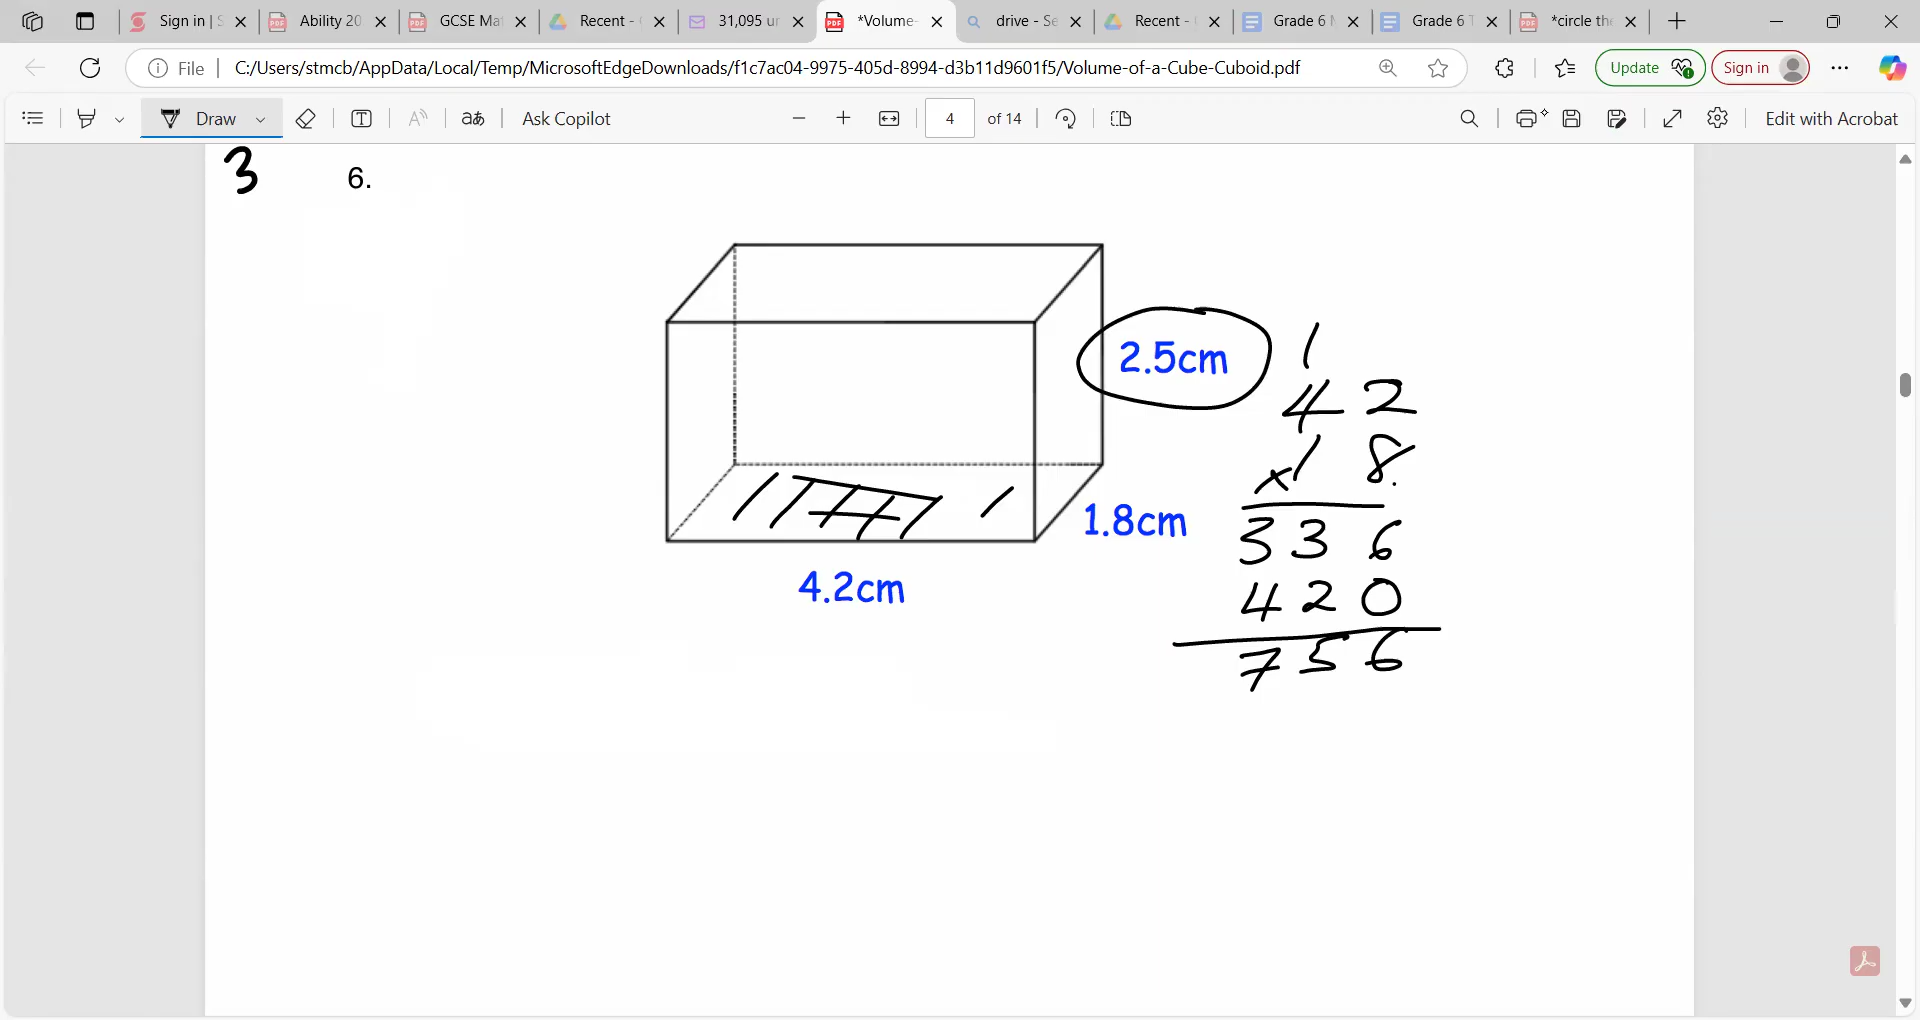 Sign in | S
Ability 20
GCSE Mat
Recent -
31,095 ur
*Volume-
drive - Se
Recent -
Grade 6 M
Grade 6 T
*circle the
File
C:/Users/stmcb/AppData/Local/Temp/MicrosoftEdgeDownloads/f1c7ac04-9975-405d-8994-d3b11d9601f5/Volume-of-a-Cube-Cuboid.pdf
Update
Sign in
Draw
Ask Copilot
4 of 14
Edit with Acrobat
3
6.
2.5cm
1.8cm
4.2cm
1
4 2
x 1 8.
3 3 6
4 2 0
7 5 6